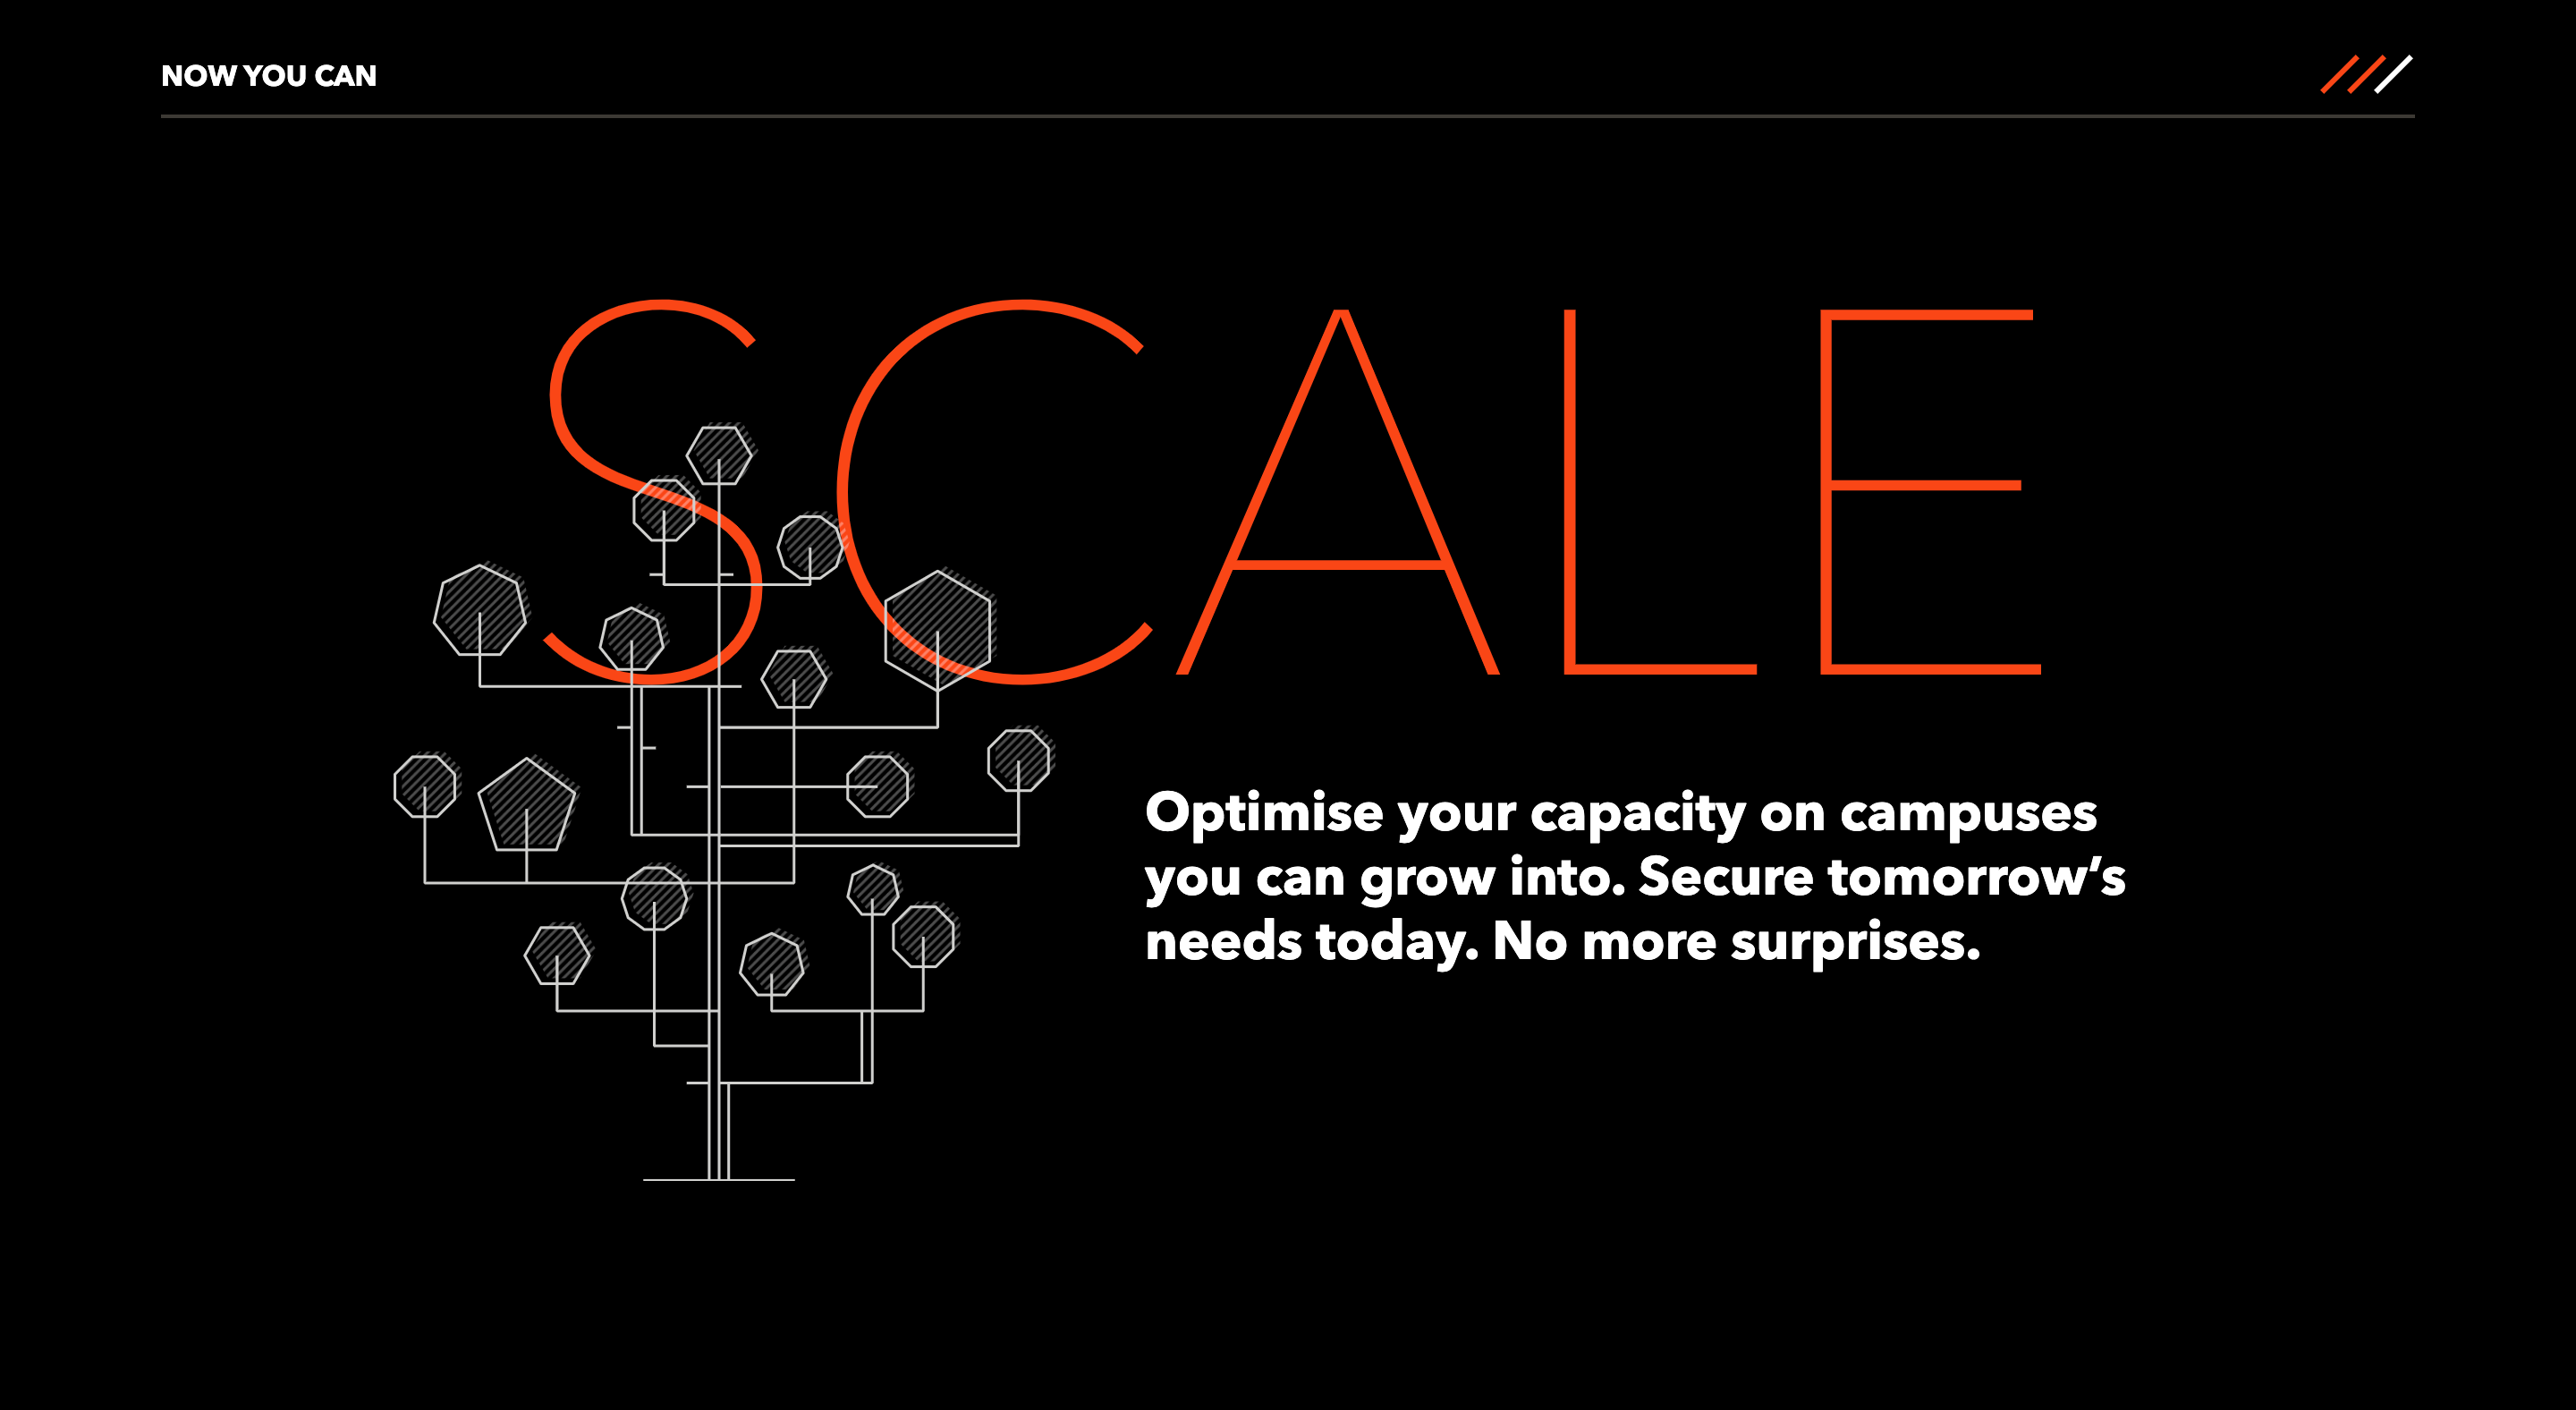 NOW YOU CAN
SCALE
Optimise your capacity on campuses
you can grow into. Secure tomorrow’s
needs today. No more surprises.